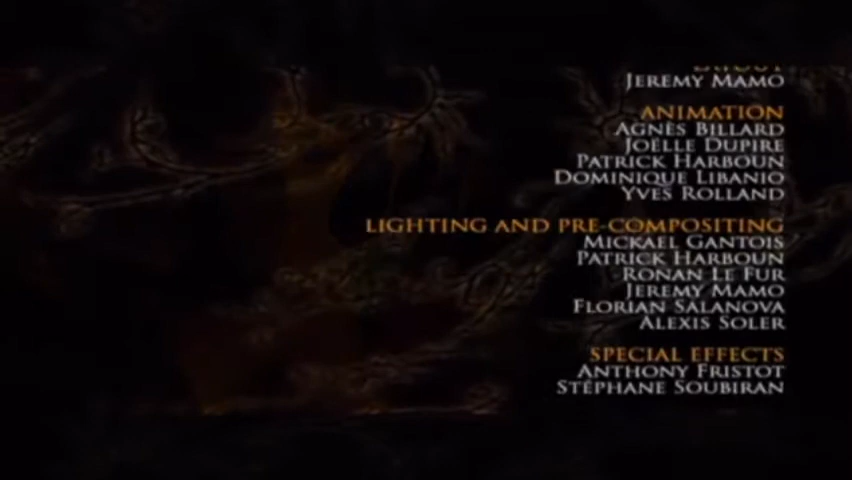 JEREMY MAMO
ANIMATION
AGNÈS BILLARD
JOËLLE DUPIRE
PATRICK HARBOUN
DOMINIQUE LIBANIO
YVES ROLLAND
LIGHTING AND PRE-COMPOSITING
MICKAEL GANTOIS
PATRICK HARBOUN
RONAN LE FUR
JEREMY MAMO
FLORIAN SALANOVA
ALEXIS SOLER
SPECIAL EFFECTS
ANTHONY FRISTOT
STÉPHANE SOUBIRAN